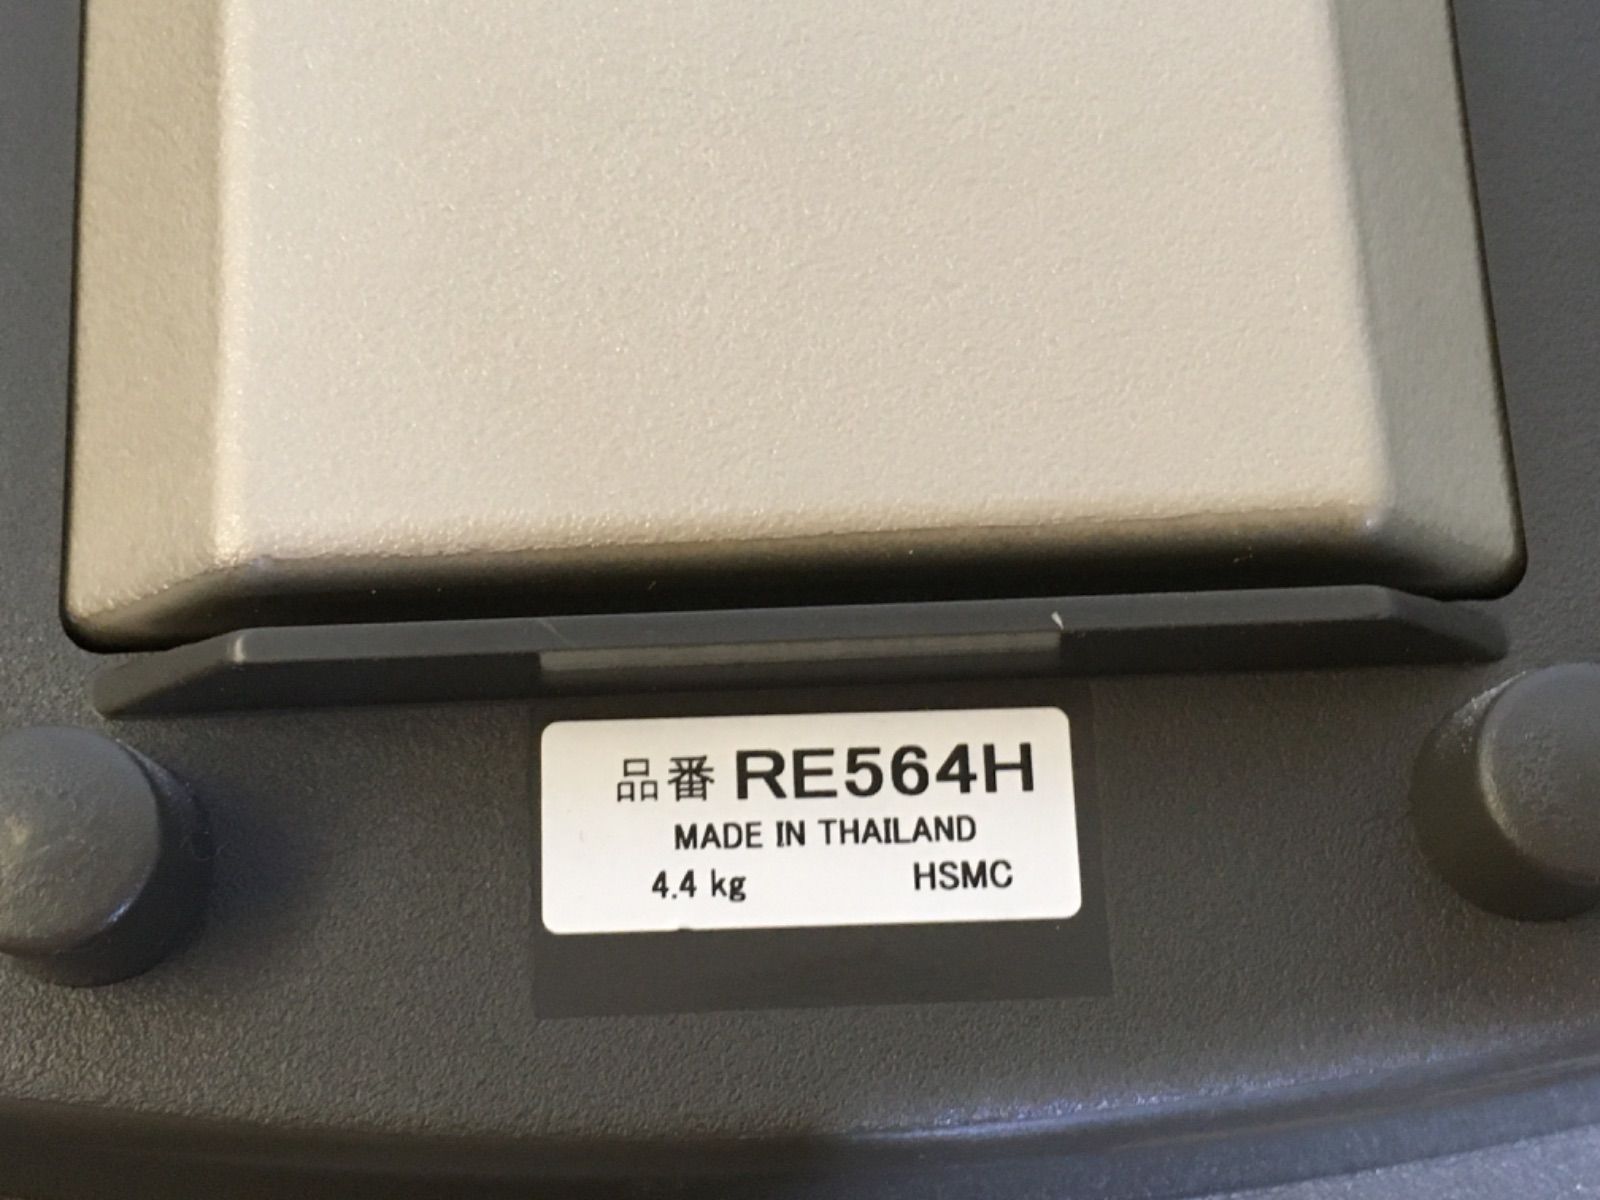 品番 RE564H
MADE IN THAILAND
4.4 kg HSMC